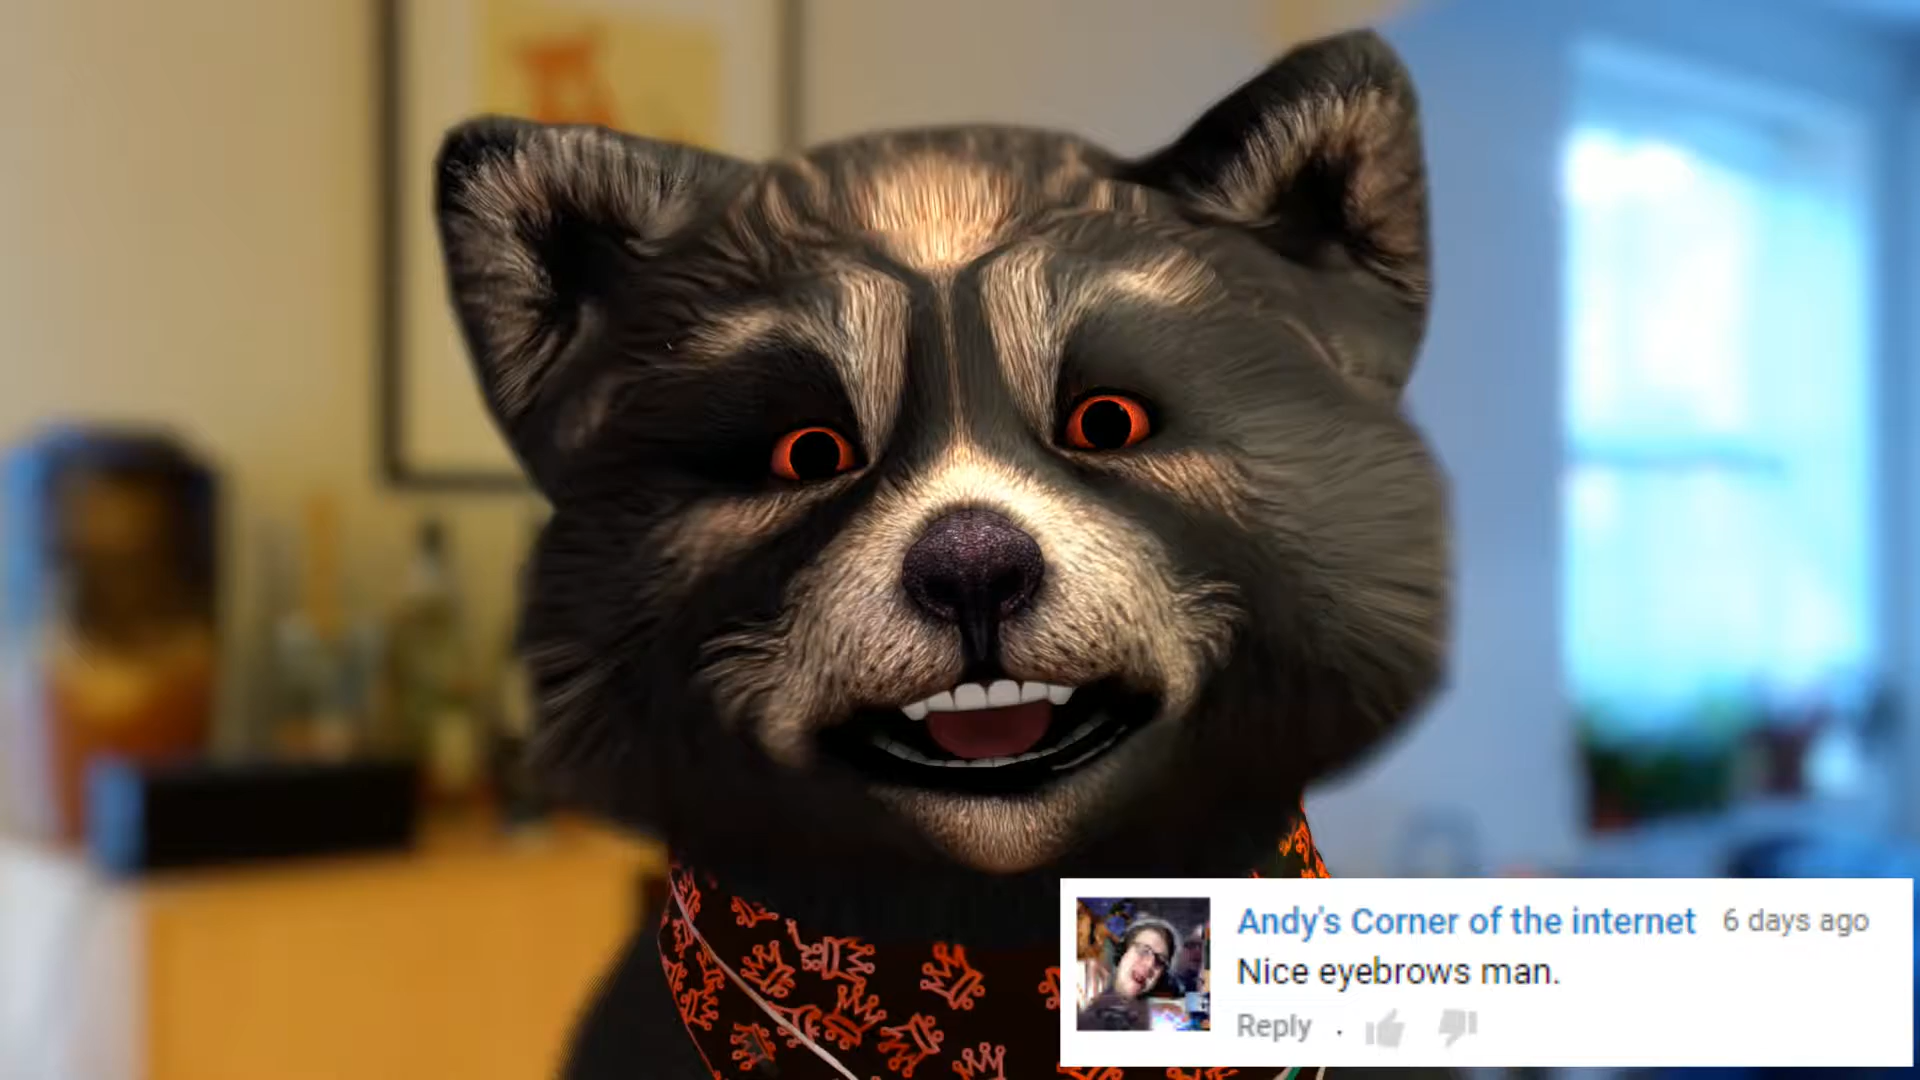 Andy's Corner of the internet 6 days ago
Nice eyebrows man.
Reply .